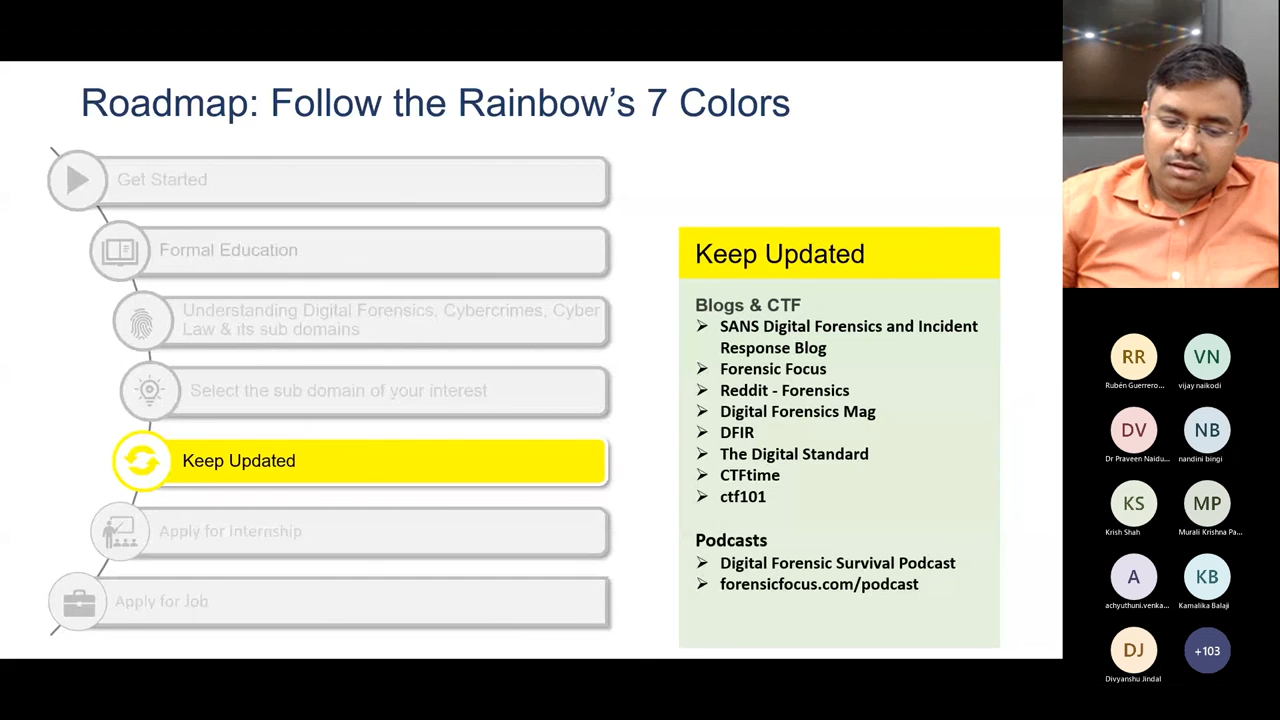 Roadmap: Follow the Rainbow's 7 Colors
Get Started
Formal Education
Understanding Digital Forensics, Cybercrimes, Cyber
Law & its sub domains
Select the sub domain of your interest
Keep Updated
Apply for Internship
Apply for Job
Keep Updated
Blogs & CTF
SANS Digital Forensics and Incident
Response Blog
Forensic Focus
Reddit - Forensics
Digital Forensics Mag
DFIR
The Digital Standard
CTFtime
ctf101
Podcasts
Digital Forensic Survival Podcast
forensicfocus.com/podcast
RR
Rubén Guerrero...
VN
vijay naikodi
DV
Dr Praveen Naidu...
NB
nandini bingi
KS
Krish Shah
MP
Murali Krishna Pa...
A
achyuthuni.venka...
KB
Kamalika Balaji
DJ
Divyanshu Jindal
+103